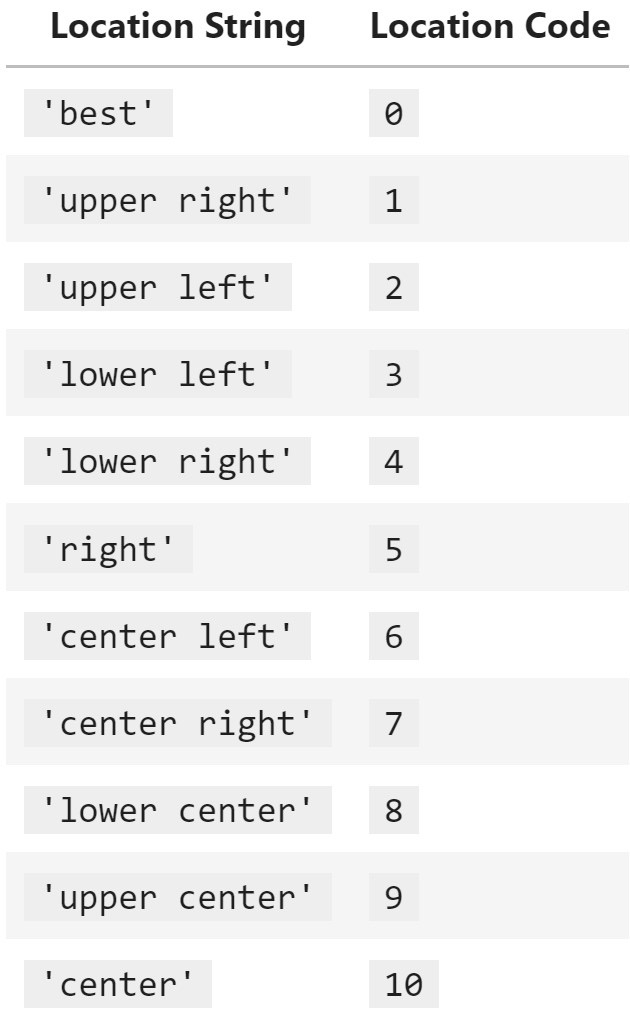 Location String Location Code
'best' 0
'upper right' 1
'upper left' 2
'lower left' 3
'lower right' 4
'right' 5
'center left' 6
'center right' 7
'lower center' 8
'upper center' 9
'center' 10